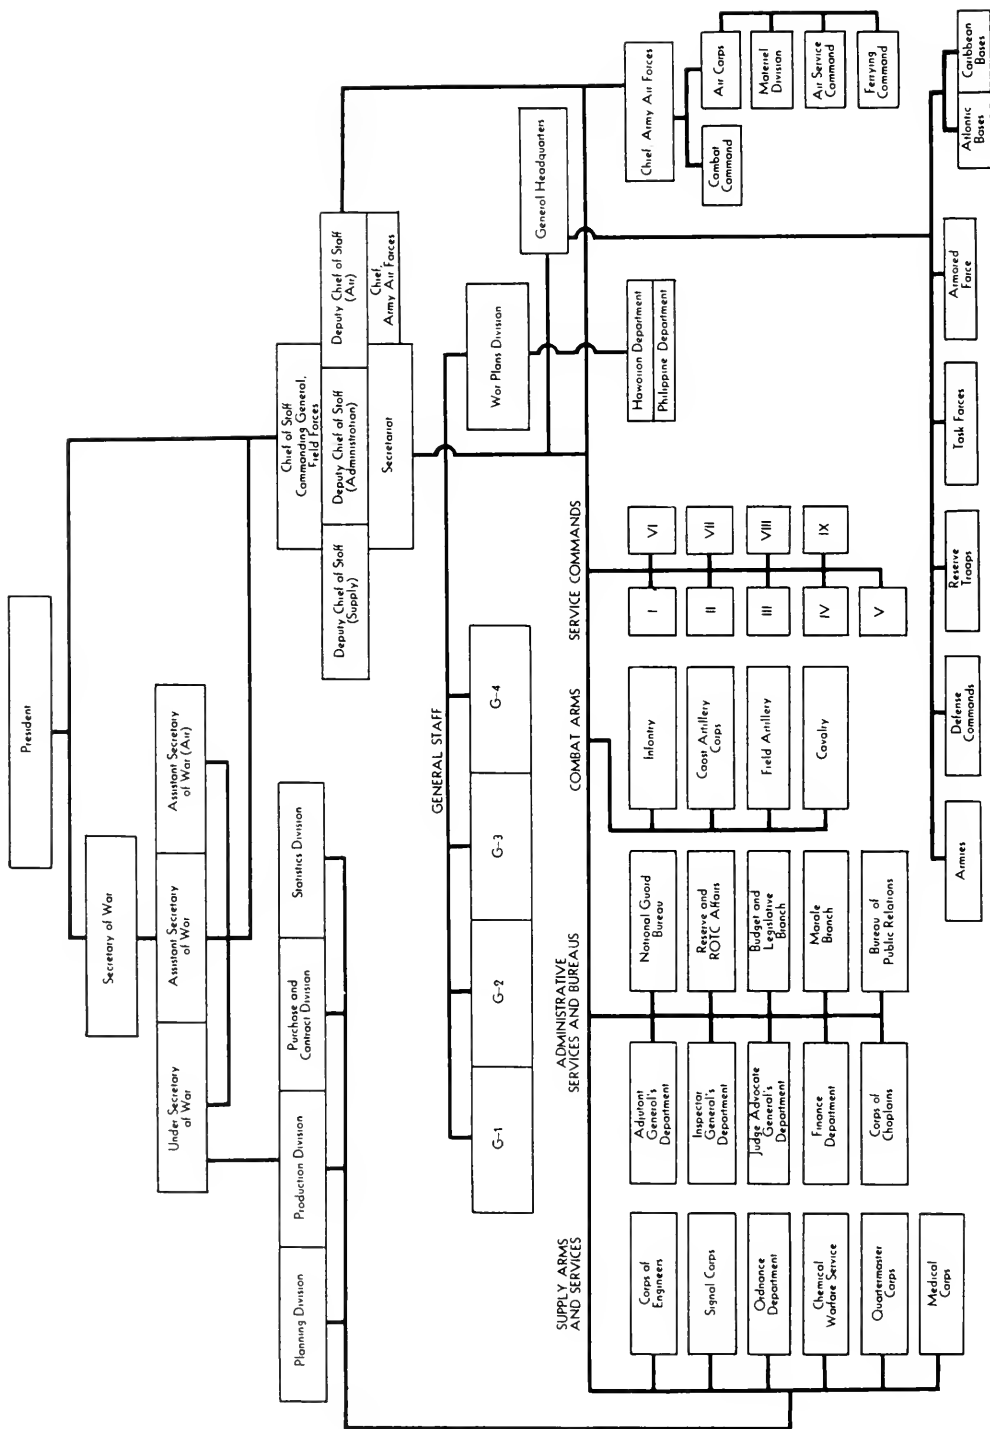 President
Secretary of War
Under Secretary
of War
Assistant Secretary
of War
Assistant Secretary
of War (Air)
Planning Division
Production Division
Purchase and
Contract Division
Statistics Division
Chief of Staff
Commanding General,
Field Forces
Deputy Chief of Staff
(Supply)
Deputy Chief of Staff
(Administration)
Deputy Chief of Staff
(Air)
Secretariat
Chief,
Army Air Forces
GENERAL STAFF
G-1
G-2
G-3
G-4
War Plans Division
General Headquarters
SUPPLY ARMS
AND SERVICES
ADMINISTRATIVE
SERVICES AND BUREAUS
COMBAT ARMS
SERVICE COMMANDS
Corps of
Engineers
Signal Corps
Ordnance
Department
Chemical
Warfare Service
Quartermaster
Corps
Medical
Corps
Adjutant
General's
Department
Inspector
General's
Department
Judge Advocate
General's
Department
Finance
Department
Corps of
Chaplains
National Guard
Bureau
Reserve and
ROTC Affairs
Budget and
Legislative
Branch
Morale
Branch
Bureau of
Public Relations
Infantry
Coast Artillery
Corps
Field Artillery
Cavalry
I
VI
II
VII
III
VIII
IV
IX
V
Hawaiian Department
Philippine Department
Chief Army Air Forces
Combat
Command
Air Corps
Materiel
Division
Air Service
Command
Ferrying
Command
Armies
Defense
Commands
Reserve
Troops
Task Forces
Armored
Force
Atlantic
Bases
Caribbean
Bases